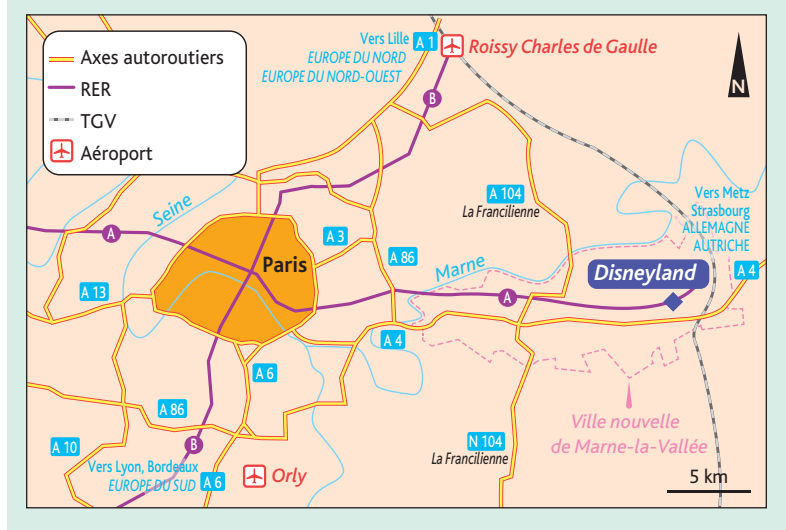 Axes autoroutiers
RER
TGV
Aéroport
Vers Lille
A 1
EUROPE DU NORD
EUROPE DU NORD-OUEST
Roissy Charles de Gaulle
N
B
A 104
La Francilienne
Vers Metz
Strasbourg
ALLEMAGNE
AUTRICHE
Seine
A
A 3
A 86
Paris
Marne
Disneyland
A 4
A 13
A
A 4
A 6
A 86
Ville nouvelle
de Marne-la-Vallée
A 10
B
N 104
La Francilienne
Vers Lyon, Bordeaux
EUROPE DU SUD
A 6
Orly
5 km